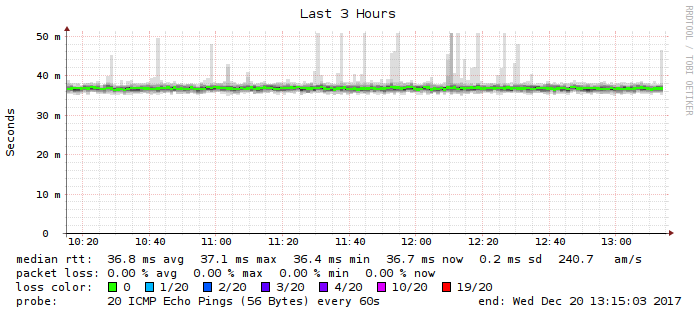 Last 3 Hours
RRDTOOL / TOBI OETIKER
Seconds
50 m
40 m
30 m
20 m
10 m
0
10:20 10:40 11:00 11:20 11:40 12:00 12:20 12:40 13:00
median rtt: 36.8 ms avg 37.1 ms max 36.4 ms min 36.7 ms now 0.2 ms sd 240.7 am/s
packet loss: 0.00 % avg 0.00 % max 0.00 % min 0.00 % now
loss color: 0 1/20 2/20 3/20 4/20 10/20 19/20
probe: 20 ICMP Echo Pings (56 Bytes) every 60s end: Wed Dec 20 13:15:03 2017